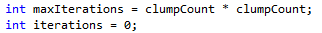 int maxIterations = clumpCount * clumpCount;
int iterations = 0;